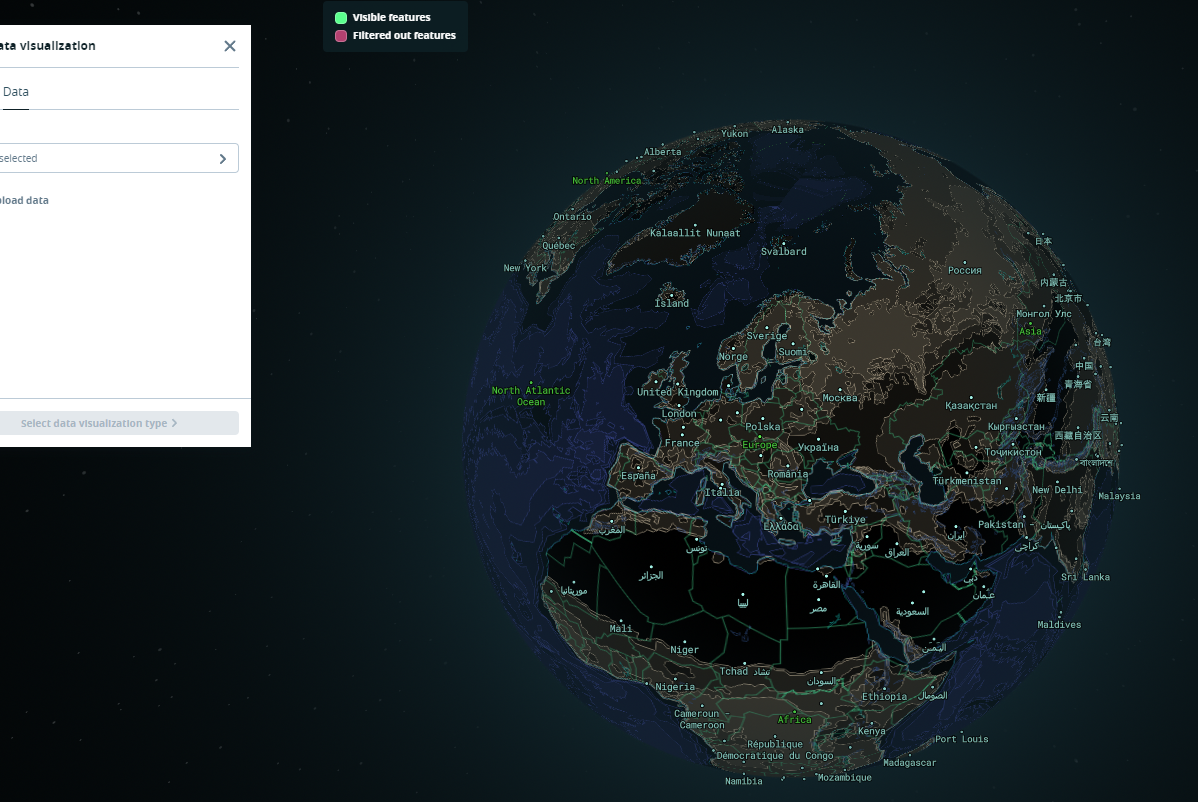 Visible features
Filtered out features
ata visualization
Data
selected
pload data
Select data visualization type
Yukon
Alaska
Alberta
North America
Ontario
Kalaallit Nunaat
Québec
Svalbard
New York
日本
Россия
内蒙古
北京市
Ísland
Монгол Улс
Asia
Sverige
台湾
Norge
Suomi
中国
青海省
North Atlantic
Ocean
United Kingdom
Москва
新疆
Қазақстан
London
云南
Polska
Кыргызстан
西藏自治区
France
Europe
Україна
Тоҷикистон
বাংলাদেশ
España
România
Türkmenistan
Italia
New Delhi
Malaysia
Ελλάδα
Türkiye
Pakistan - پاکستان
المغرب
ایران
تونس
سوريا
العراق
کراچی
الجزائر
دبي
Sri Lanka
القاهرة
موريتانيا
عمان
ليبيا
مصر
السعودية
Mali
Maldives
Niger
اليمن
Tchad تشاد
السودان
Nigeria
Ethiopia
الصومال
Cameroun -
Cameroon
Africa
Kenya
Port Louis
République
Démocratique du Congo
Madagascar
Namibia
Mozambique